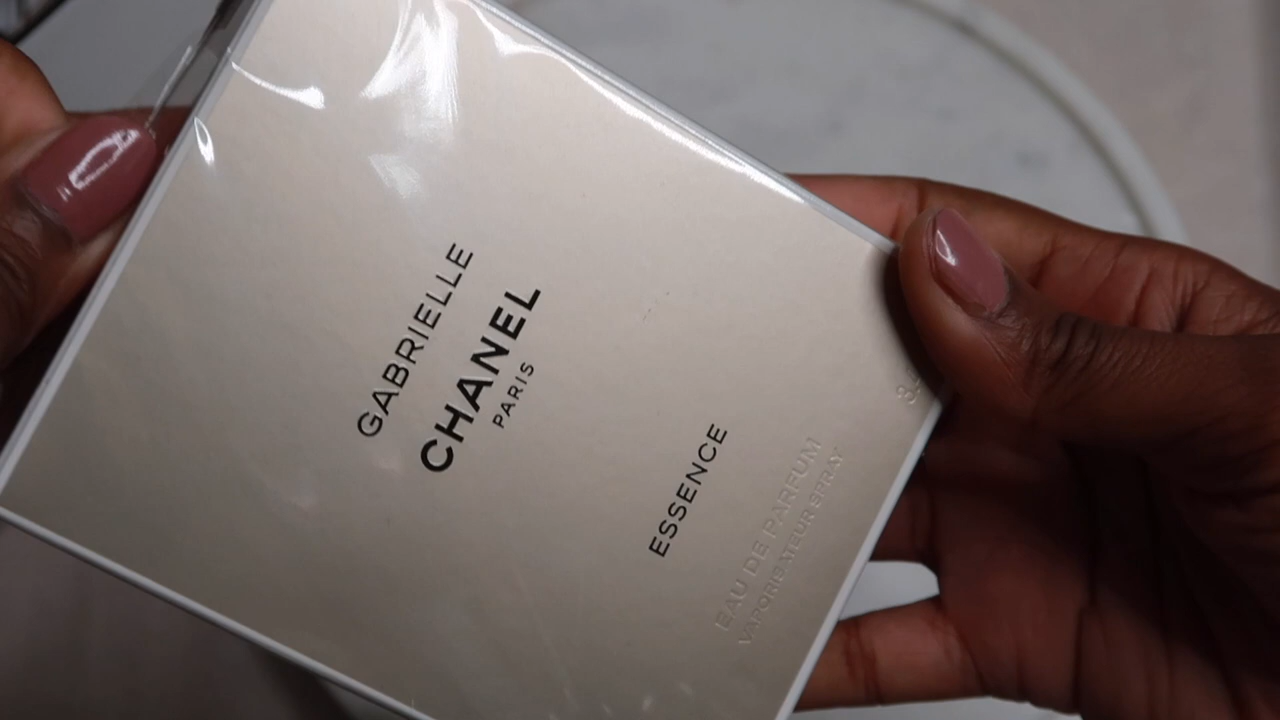 GABRIELLE
CHANEL
PARIS
ESSENCE
EAU DE PARFUM
VAPORISATEUR SPRAY